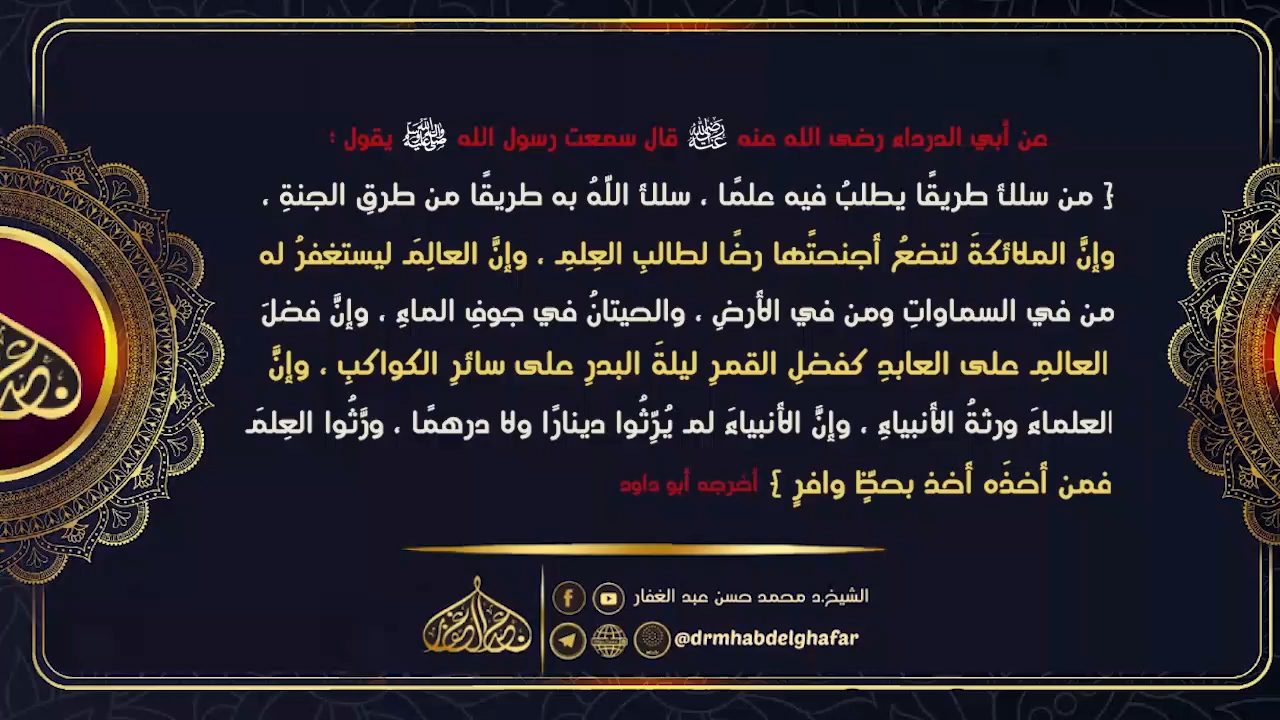 عن أبي الدرداء رضى الله عنه رضي الله عنه قال سمعت رسول الله ﷺ يقول :
{ من سلك طريقًا يطلبُ فيه علمًا ، سلك اللّهُ به طريقًا من طرقِ الجنةِ ،
وإنَّ الملائكةَ لتضعُ أجنحتَها رضًا لطالبِ العِلمِ ، وإنَّ العالِمَ ليستغفرُ له
من في السماواتِ ومن في الأرضِ ، والحيتانُ في جوفِ الماءِ ، وإنَّ فضلَ
العالمِ على العابدِ كفضلِ القمرِ ليلةَ البدرِ على سائرِ الكواكبِ ، وإنَّ
العلماءَ ورثةُ الأنبياءِ ، وإنَّ الأنبياءَ لم يُرِّثُوا دينارًا ولا درهمًا ، ورَّثُوا العِلمَ
فمن أخذَه أخذ بحظٍّ وافرٍ } أخرجه أبو داود
الشيخ.د محمد حسن عبد الغفار
@drmhabdelghafar